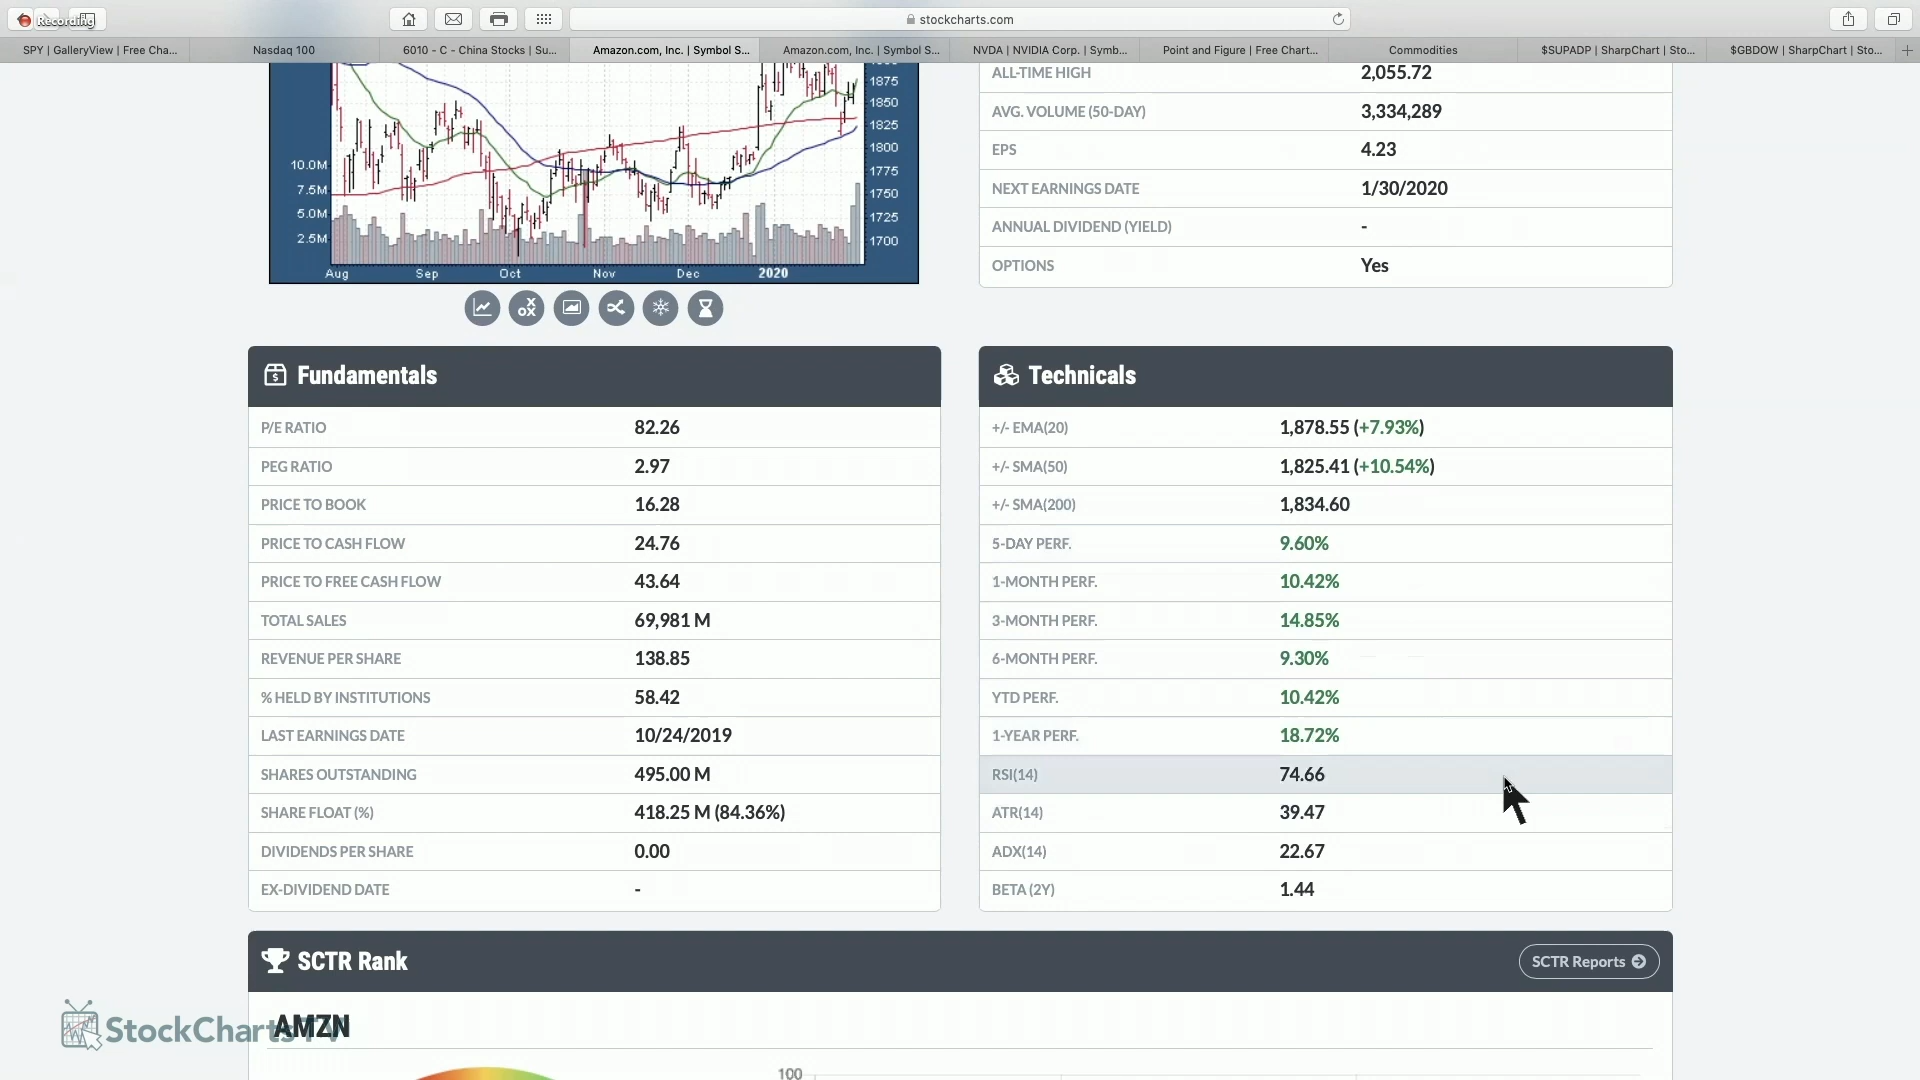 Recording
stockcharts.com
SPY | GalleryView | Free Cha...
Nasdaq 100
6010 - C - China Stocks | Su...
Amazon.com, Inc. | Symbol S...
Amazon.com, Inc. | Symbol S...
NVDA | NVIDIA Corp. | Symb...
Point and Figure | Free Chart...
Commodities
$SUPADP | SharpChart | Sto...
$GBDOW | SharpChart | Sto...
1875
1850
1825
1800
1775
1750
1725
1700
10.0M
7.5M
5.0M
2.5M
Aug Sep Oct Nov Dec 2020
ALL-TIME HIGH 2,055.72
AVG. VOLUME (50-DAY) 3,334,289
EPS 4.23
NEXT EARNINGS DATE 1/30/2020
ANNUAL DIVIDEND (YIELD) -
OPTIONS Yes
Fundamentals
P/E RATIO 82.26
PEG RATIO 2.97
PRICE TO BOOK 16.28
PRICE TO CASH FLOW 24.76
PRICE TO FREE CASH FLOW 43.64
TOTAL SALES 69,981 M
REVENUE PER SHARE 138.85
% HELD BY INSTITUTIONS 58.42
LAST EARNINGS DATE 10/24/2019
SHARES OUTSTANDING 495.00 M
SHARE FLOAT (%) 418.25 M (84.36%)
DIVIDENDS PER SHARE 0.00
EX-DIVIDEND DATE -
Technicals
+/- EMA(20) 1,878.55 (+7.93%)
+/- SMA(50) 1,825.41 (+10.54%)
+/- SMA(200) 1,834.60
5-DAY PERF. 9.60%
1-MONTH PERF. 10.42%
3-MONTH PERF. 14.85%
6-MONTH PERF. 9.30%
YTD PERF. 10.42%
1-YEAR PERF. 18.72%
RSI(14) 74.66
ATR(14) 39.47
ADX(14) 22.67
BETA (2Y) 1.44
SCTR Rank
SCTR Reports
AMZN
StockCharts TV
100